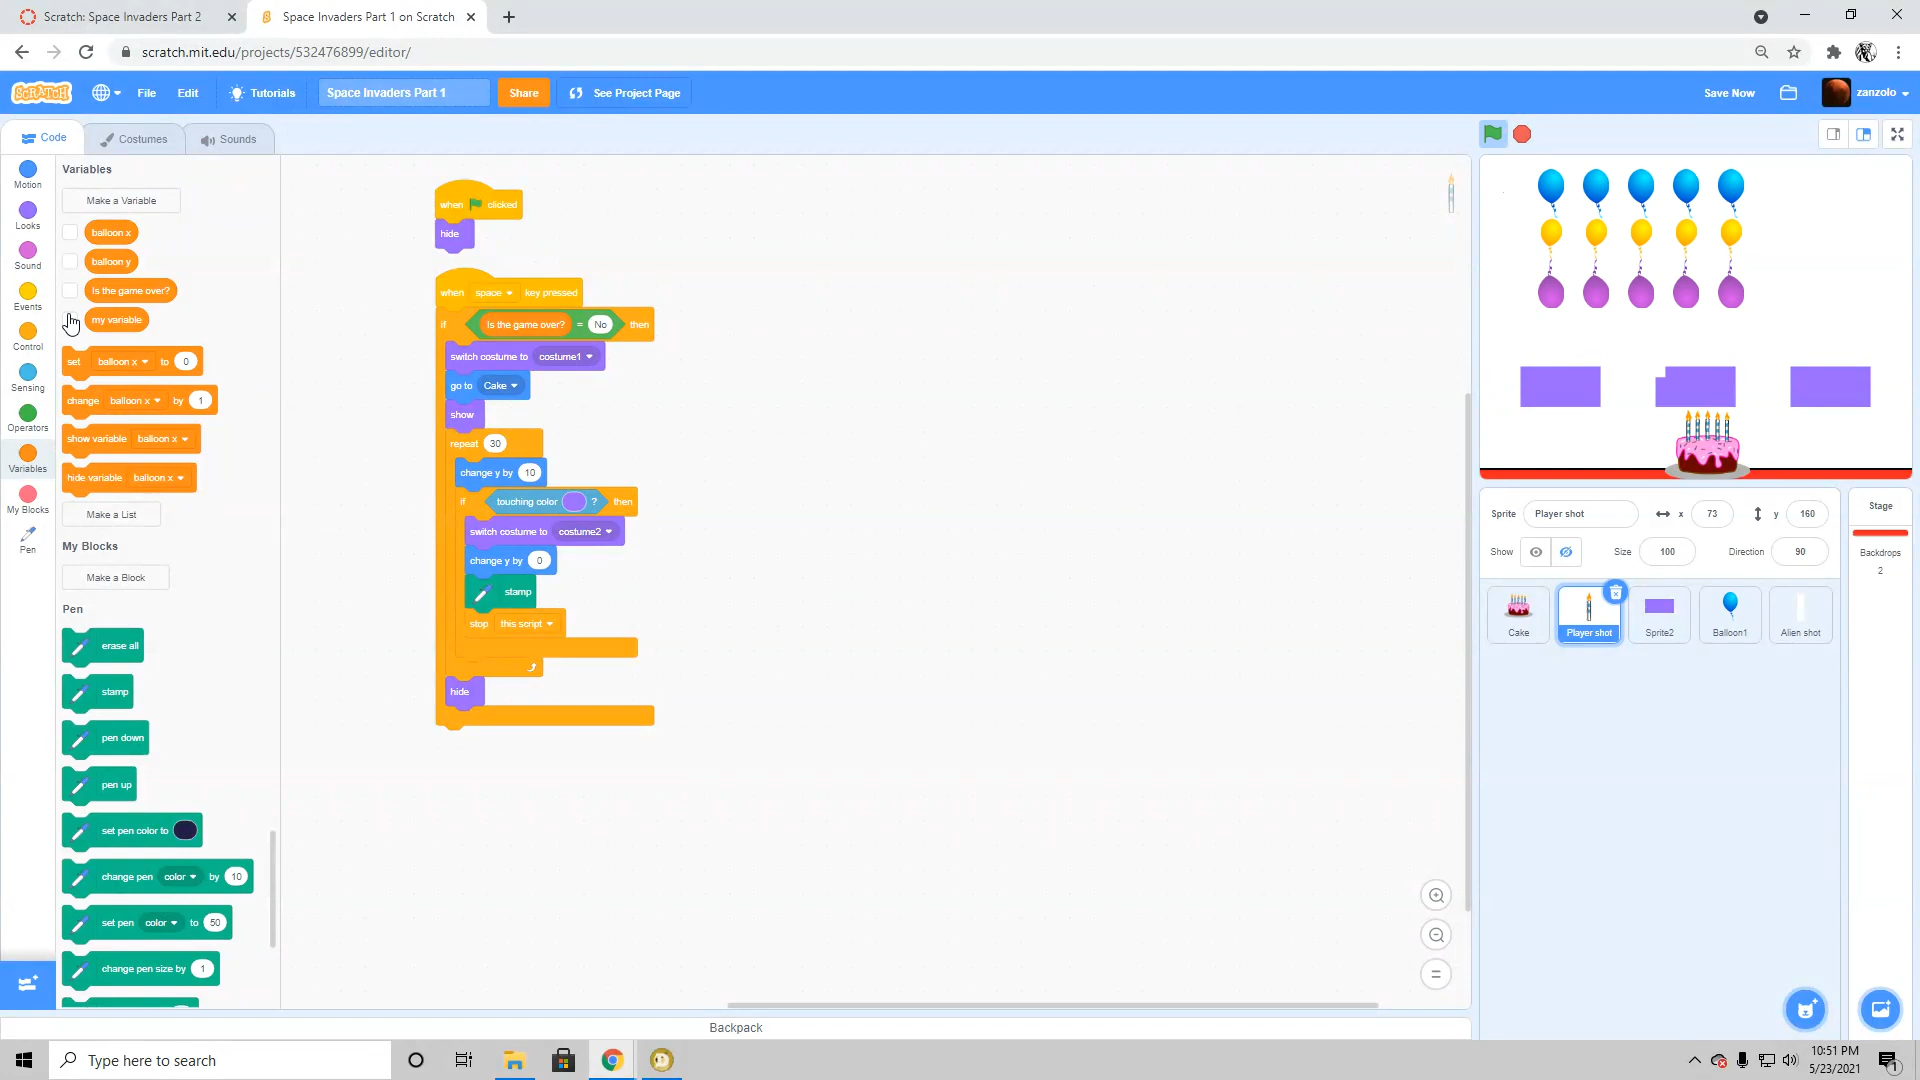 Scratch: Space Invaders Part 2
Space Invaders Part 1 on Scratch
scratch.mit.edu/projects/532476899/editor/
SCRATCH
File
Edit
Tutorials
Space Invaders Part 1
Share
See Project Page
Save Now
zanzolo
Code
Costumes
Sounds
Motion
Looks
Sound
Events
Control
Sensing
Operators
Variables
My Blocks
Pen
Variables
Make a Variable
balloon x
balloon y
Is the game over?
my variable
set balloon x to 0
change balloon x by 1
show variable balloon x
hide variable balloon x
Make a List
My Blocks
Make a Block
Pen
erase all
stamp
pen down
pen up
set pen color to
change pen color by 10
set pen color to 50
change pen size by 1
when clicked
hide
when space key pressed
if Is the game over? = No then
switch costume to costume1
go to Cake
show
repeat 30
change y by 10
if touching color ? then
switch costume to costume2
change y by 0
stamp
stop this script
hide
Backpack
Sprite Player shot x 73 y 160
Show Size 100 Direction 90
Cake
Player shot
Sprite2
Balloon1
Alien shot
Stage
Backdrops
2
Type here to search
10:51 PM
5/23/2021
1